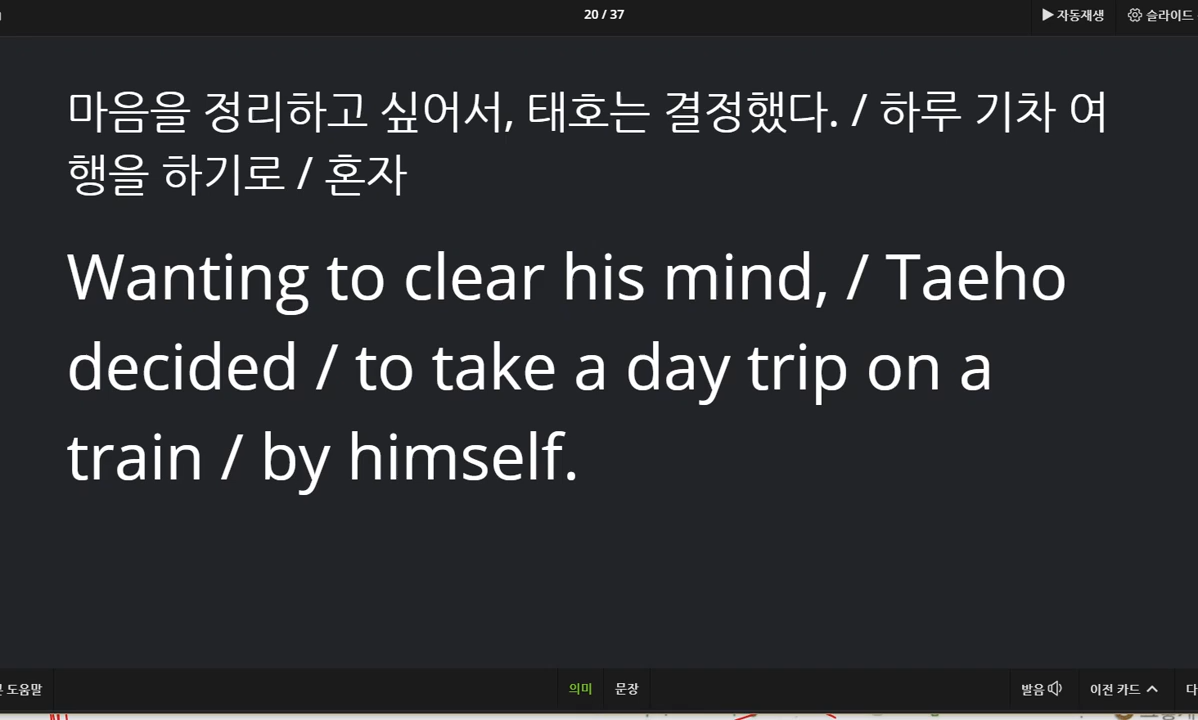 20 / 37
자동재생
슬라이드
마음을 정리하고 싶어서, 태호는 결정했다. / 하루 기차 여
행을 하기로 / 혼자
Wanting to clear his mind, / Taeho
decided / to take a day trip on a
train / by himself.
도움말
의미
문장
발음
이전 카드
다